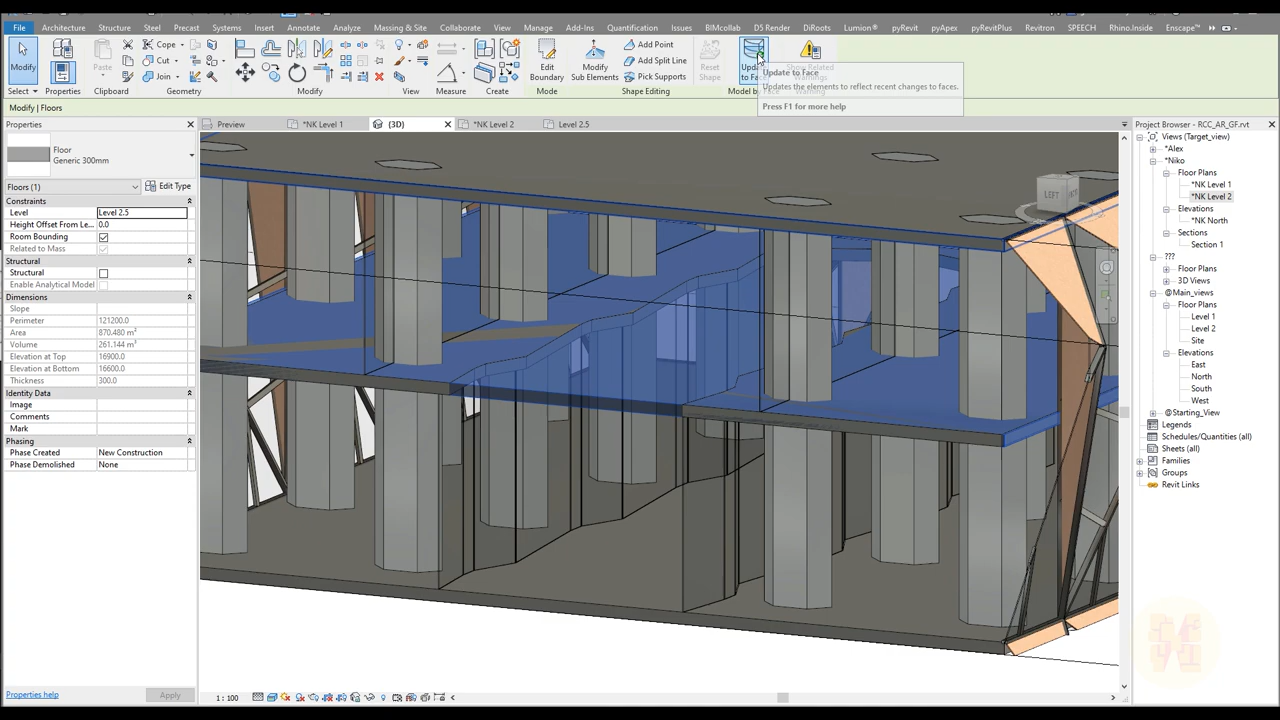 File Architecture Structure Steel Precast Systems Insert Annotate Analyze Massing & Site Collaborate View Manage Add-Ins Quantification Issues BIMcollab D5 Render DiRoots Lumion® pyRevit pyApex pyRevitPlus Revitron SPEECH Rhino.Inside Enscape™
Modify
Select
Properties
Paste
Clipboard
Cope
Cut
Join
Geometry
Modify
View
Measure
Create
Edit Boundary
Mode
Modify Sub Elements
Add Point
Add Split Line
Pick Supports
Shape Editing
Reset Shape
Update to Face
Model by Face
Show Related Warnings
Warning
Update to Face
Updates the elements to reflect recent changes to faces.
Press F1 for more help
Modify | Floors
Properties
Preview *NK Level 1 {3D} *NK Level 2 Level 2.5
Project Browser - RCC_AR_GF.rvt
Floor
Generic 300mm
Floors (1) Edit Type
Constraints
Level Level 2.5
Height Offset From Le... 0.0
Room Bounding
Related to Mass
Structural
Structural
Enable Analytical Model
Dimensions
Slope
Perimeter 121200.0
Area 870.480 m²
Volume 261.144 m³
Elevation at Top 16900.0
Elevation at Bottom 16600.0
Thickness 300.0
Identity Data
Image
Comments
Mark
Phasing
Phase Created New Construction
Phase Demolished None
Properties help Apply
LEFT
1 : 100
Views (Target_view)
*Alex
*Niko
Floor Plans
*NK Level 1
*NK Level 2
Elevations
*NK North
Sections
Section 1
???
Floor Plans
3D Views
@Main_views
Floor Plans
Level 1
Level 2
Site
Elevations
East
North
South
West
@Starting_View
Legends
Schedules/Quantities (all)
Sheets (all)
Families
Groups
Revit Links